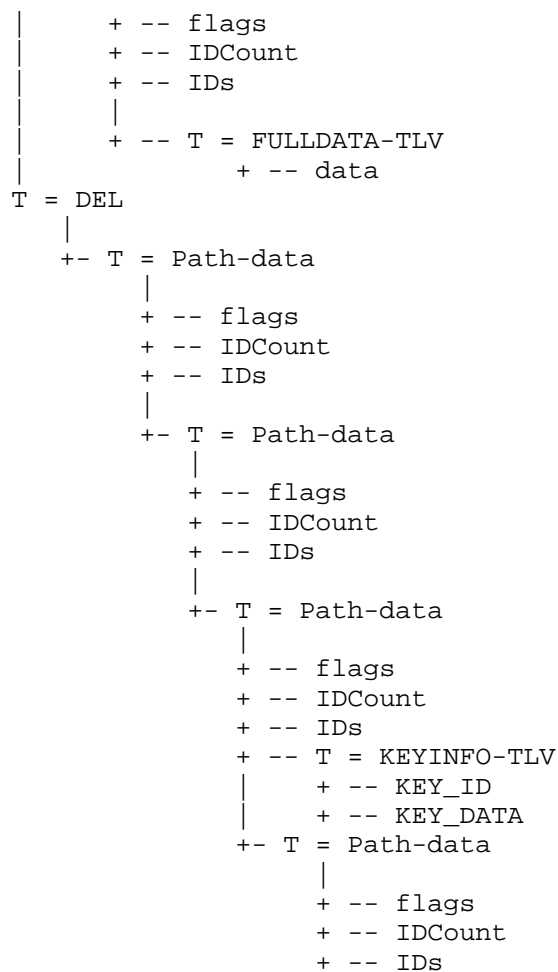 |      + -- flags
|      + -- IDCount
|      + -- IDs
|      |
|      + -- T = FULLDATA-TLV
|              + -- data
T = DEL
   |
   +- T = Path-data
        |
        + -- flags
        + -- IDCount
        + -- IDs
        |
        +- T = Path-data
           |
           + -- flags
           + -- IDCount
           + -- IDs
           |
           +- T = Path-data
              |
              + -- flags
              + -- IDCount
              + -- IDs
              + -- T = KEYINFO-TLV
              |    + -- KEY_ID
              |    + -- KEY_DATA
              +- T = Path-data
                   |
                   + -- flags
                   + -- IDCount
                   + -- IDs